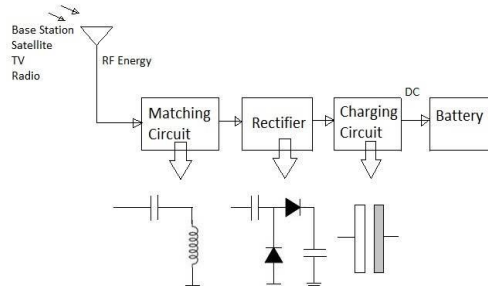 Base Station
Satellite
TV
Radio
RF Energy
Matching
Circuit
Rectifier
Charging
Circuit
DC
Battery